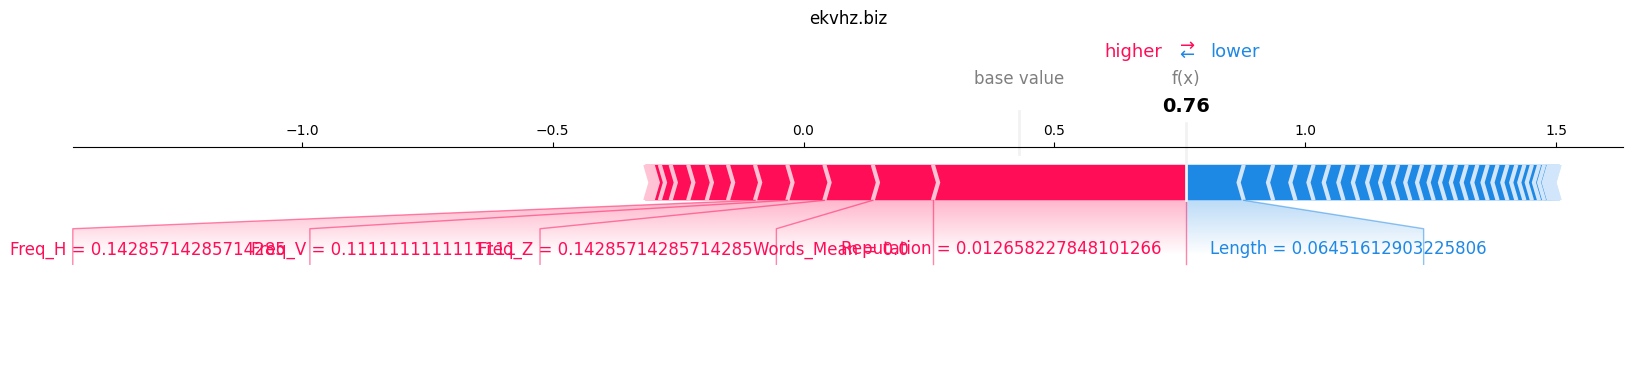 ekvhz.biz
higher ⇄ lower
base value f(x)
0.76
−1.0 −0.5 0.0 0.5 1.0 1.5
Freq_H = 0.14285714285714285 Freq_V = 0.1111111111111111 Freq_Z = 0.14285714285714285 Words_Mean = 0.0 Reputation = 0.012658227848101266 Length = 0.06451612903225806